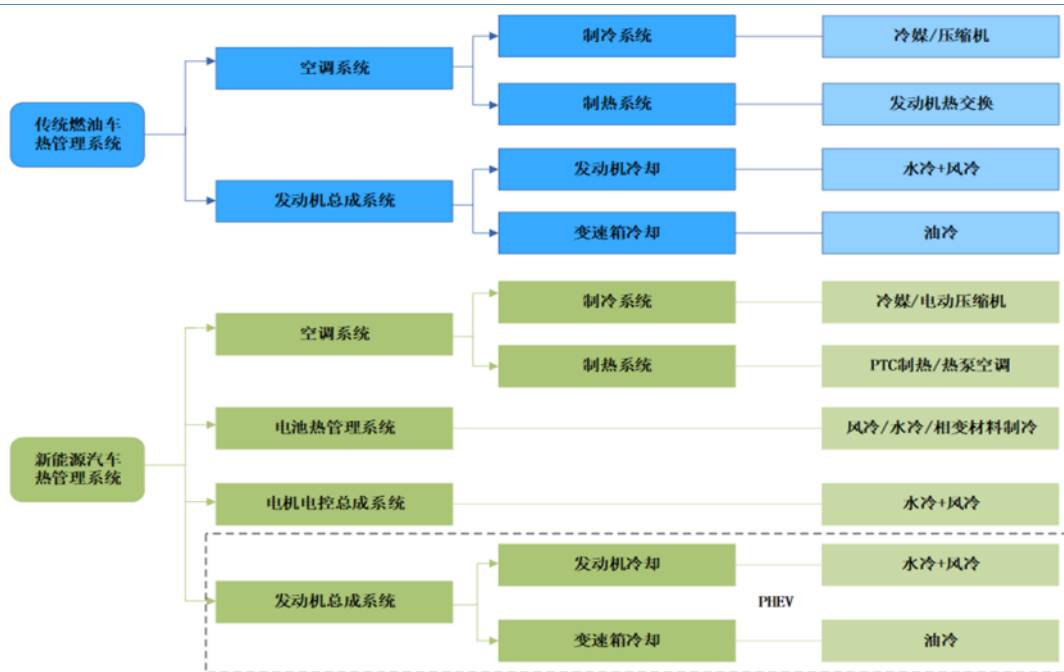 传统燃油车
热管理系统
空调系统
制冷系统
冷媒/压缩机
制热系统
发动机热交换
发动机总成系统
发动机冷却
水冷+风冷
变速箱冷却
油冷
新能源汽车
热管理系统
空调系统
制冷系统
冷媒/电动压缩机
制热系统
PTC制热/热泵空调
电池热管理系统
风冷/水冷/相变材料制冷
电机电控总成系统
水冷+风冷
发动机总成系统
发动机冷却
水冷+风冷
PHEV
变速箱冷却
油冷